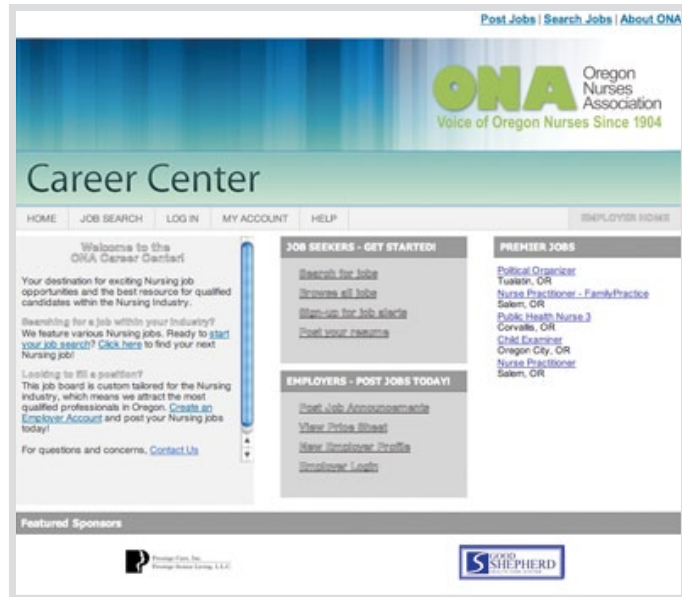 Post Jobs | Search Jobs | About ONA
ONA
Oregon
Nurses
Association
Voice of Oregon Nurses Since 1904
Career Center
HOME
JOB SEARCH
LOG IN
MY ACCOUNT
HELP
EMPLOYER HOME
Welcome to the
ONA Career Center!
Your destination for exciting Nursing job
opportunities and the best resource for qualified
candidates within the Nursing Industry.
Searching for a job within your industry?
We feature various Nursing jobs. Ready to start
your job search? Click here to find your next
Nursing job!
Looking to fill a position?
This job board is custom tailored for the Nursing
industry, which means we attract the most
qualified professionals in Oregon. Create an
Employer Account and post your Nursing jobs
today!
For questions and concerns, Contact Us
JOB SEEKERS - GET STARTED!
Search for Jobs
Browse all jobs
Sign-up for job alerts
Post your resume
EMPLOYERS - POST JOBS TODAY!
Post Job Announcements
View Price Sheet
New Employer Profile
Employer Login
PREMIER JOBS
Political Organizer
Tualatin, OR
Nurse Practitioner - FamilyPractice
Salem, OR
Public Health Nurse 3
Corvallis, OR
Child Examiner
Oregon City, OR
Nurse Practitioner
Salem, OR
Featured Sponsors
Prestige Care, Inc.
Prestige Senior Living, L.L.C.
GOOD
SHEPHERD
HEALTH CARE SYSTEM